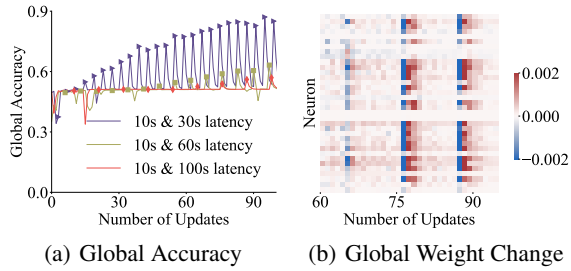 0.9
0.6
0.3
0.0
Global Accuracy
10s & 30s latency
10s & 60s latency
10s & 100s latency
0 30 60 90
Number of Updates
(a) Global Accuracy
Neuron
0.002
0.000
−0.002
60 75 90
Number of Updates
(b) Global Weight Change